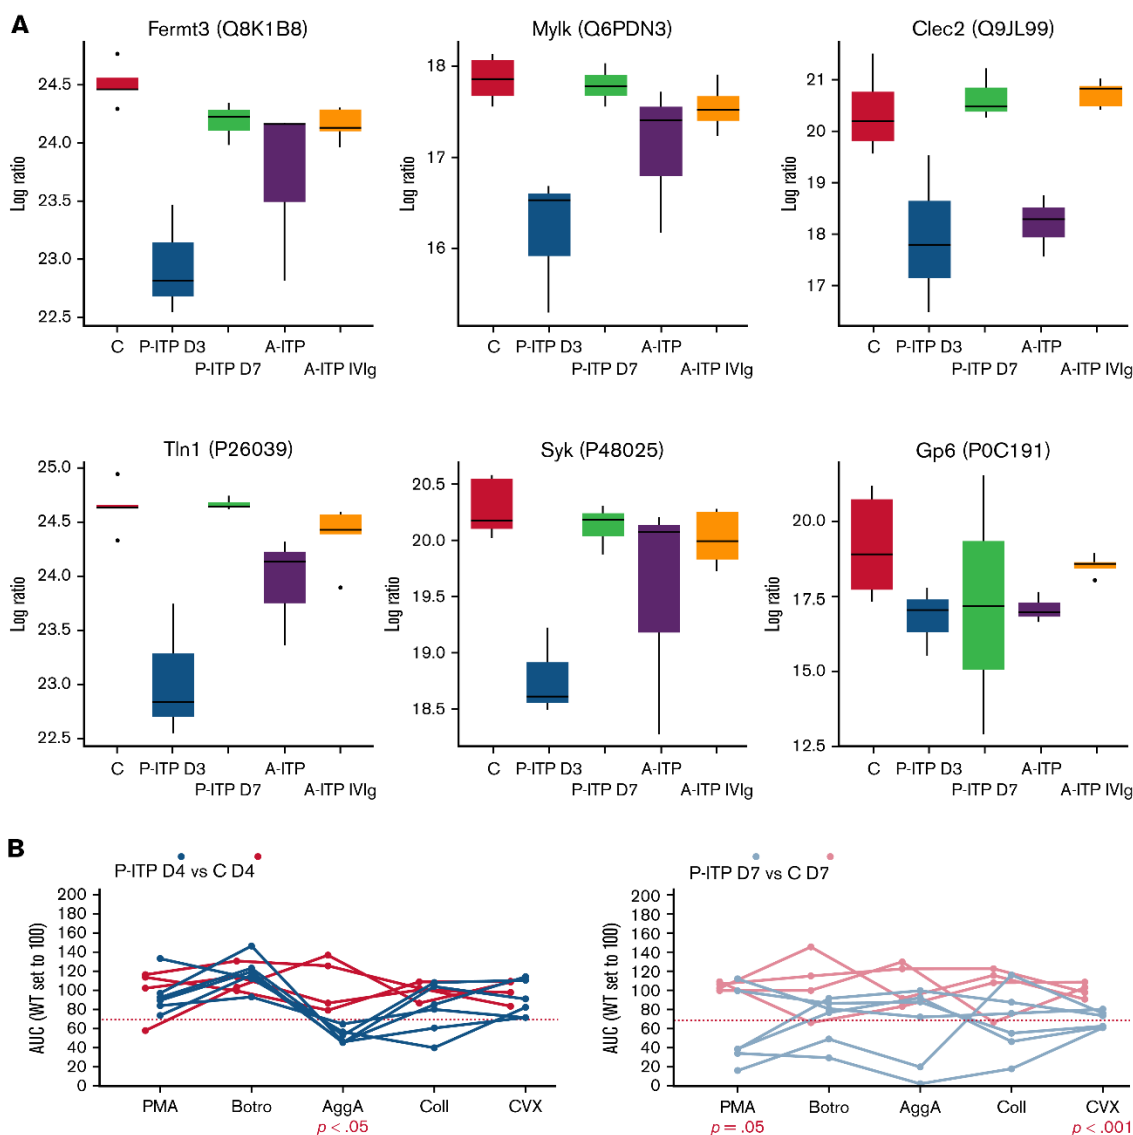 A
Fermt3 (Q8K1B8) Mylk (Q6PDN3) Clec2 (Q9JL99)
Log ratio
24.5
24.0
23.5
23.0
22.5
C P-ITP D3 A-ITP
P-ITP D7 A-ITP IVIg
Log ratio
18
17
16
C P-ITP D3 A-ITP
P-ITP D7 A-ITP IVIg
Log ratio
21
20
19
18
17
C P-ITP D3 A-ITP
P-ITP D7 A-ITP IVIg
Tln1 (P26039) Syk (P48025) Gp6 (P0C191)
Log ratio
25.0
24.5
24.0
23.5
23.0
22.5
C P-ITP D3 A-ITP
P-ITP D7 A-ITP IVIg
Log ratio
20.5
20.0
19.5
19.0
18.5
C P-ITP D3 A-ITP
P-ITP D7 A-ITP IVIg
Log ratio
20.0
17.5
15.0
12.5
C P-ITP D3 A-ITP
P-ITP D7 A-ITP IVIg
B
P-ITP D4 vs C D4
AUC (WT set to 100)
200
180
160
140
120
100
80
60
40
20
0
PMA Botro AggA Coll CVX
p < .05
P-ITP D7 vs C D7
AUC (WT set to 100)
200
180
160
140
120
100
80
60
40
20
0
PMA Botro AggA Coll CVX
p = .05 p < .001